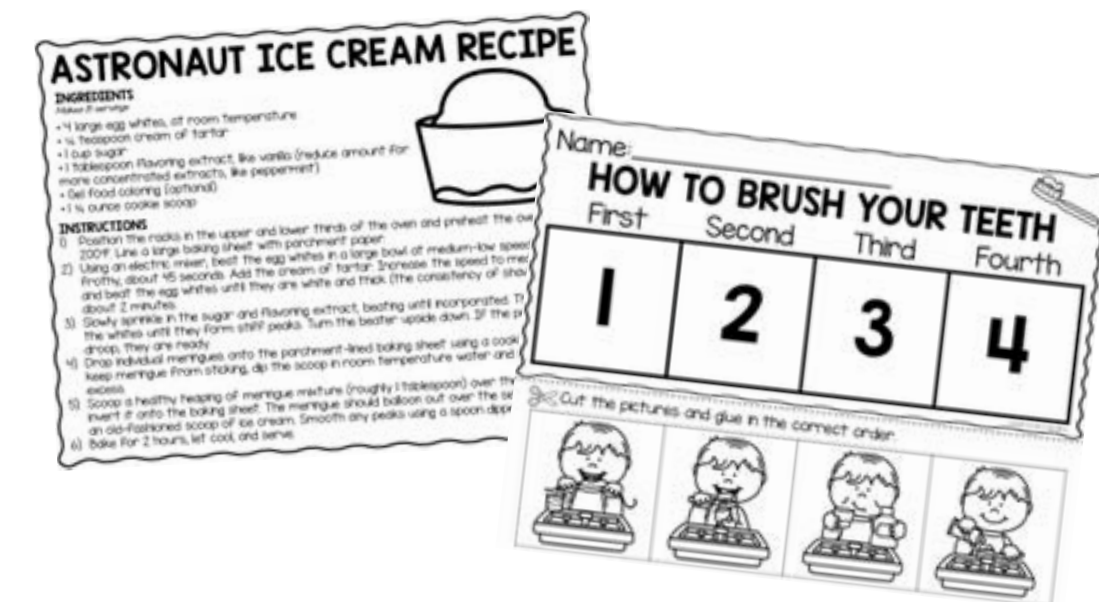 ASTRONAUT ICE CREAM RECIPE
INGREDIENTS
Makes 8 servings
• 4 large egg whites, at room temperature
• ¼ teaspoon cream of tartar
• 1 cup sugar
• 1 tablespoon flavoring extract, like vanilla (reduce amount for
more concentrated extracts, like peppermint)
• Gel food coloring (optional)
• 1 ¾ ounce cookie scoop
INSTRUCTIONS
1) Position the racks in the upper and lower thirds of the oven and preheat the
200°F. Line a large baking sheet with parchment paper.
2) Using an electric mixer, beat the egg whites in a large bowl at medium-low speed
frothy, about 45 seconds. Add the cream of tartar. Increase the speed to
and beat the egg whites until they are white and thick (the consistency of
about 2 minutes.
3) Slowly sprinkle in the sugar and flavoring extract, beating until incorporated.
the whites until they form stiff peaks. Turn the beater upside down. If the
droop, they are ready.
4) Drop individual meringues onto the parchment-lined baking sheet using a
keep meringue from sticking, dip the scoop in room temperature water and
excess.
5) Scoop a healthy heaping of meringue mixture (roughly 1 tablespoon) over
invert it onto the baking sheet. The meringue should balloon out over the
an old-fashioned scoop of ice cream. Smooth any peaks using a spoon
6) Bake for 2 hours, let cool, and serve.
Name:
HOW TO BRUSH YOUR TEETH
First Second Third Fourth
1 2 3 4
Cut the pictures and glue in the correct order.